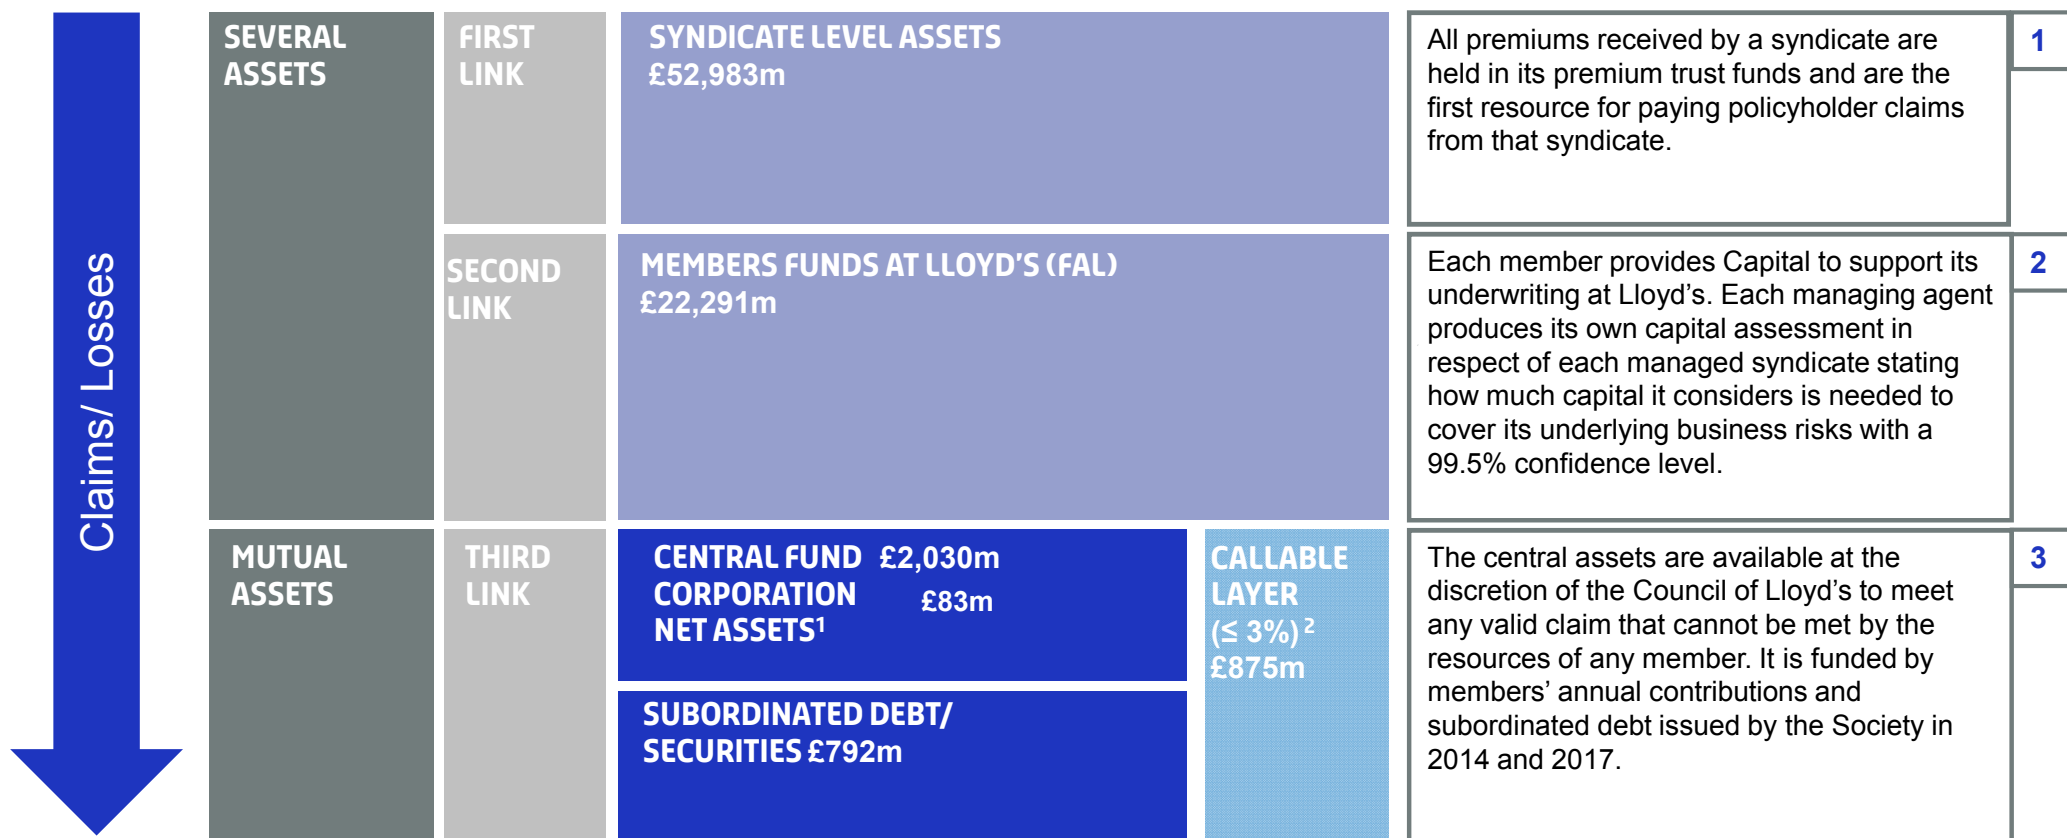 Claims/ Losses
SEVERAL
ASSETS
FIRST
LINK
SYNDICATE LEVEL ASSETS
£52,983m
All premiums received by a syndicate are
held in its premium trust funds and are the
first resource for paying policyholder claims
from that syndicate.
1
SECOND
LINK
MEMBERS FUNDS AT LLOYD'S (FAL)
£22,291m
Each member provides Capital to support its
underwriting at Lloyd’s. Each managing agent
produces its own capital assessment in
respect of each managed syndicate stating
how much capital it considers is needed to
cover its underlying business risks with a
99.5% confidence level.
2
MUTUAL
ASSETS
THIRD
LINK
CENTRAL FUND £2,030m
CORPORATION £83m
NET ASSETS¹
SUBORDINATED DEBT/
SECURITIES £792m
CALLABLE
LAYER
(≤ 3%) ²
£875m
The central assets are available at the
discretion of the Council of Lloyd’s to meet
any valid claim that cannot be met by the
resources of any member. It is funded by
members’ annual contributions and
subordinated debt issued by the Society in
2014 and 2017.
3